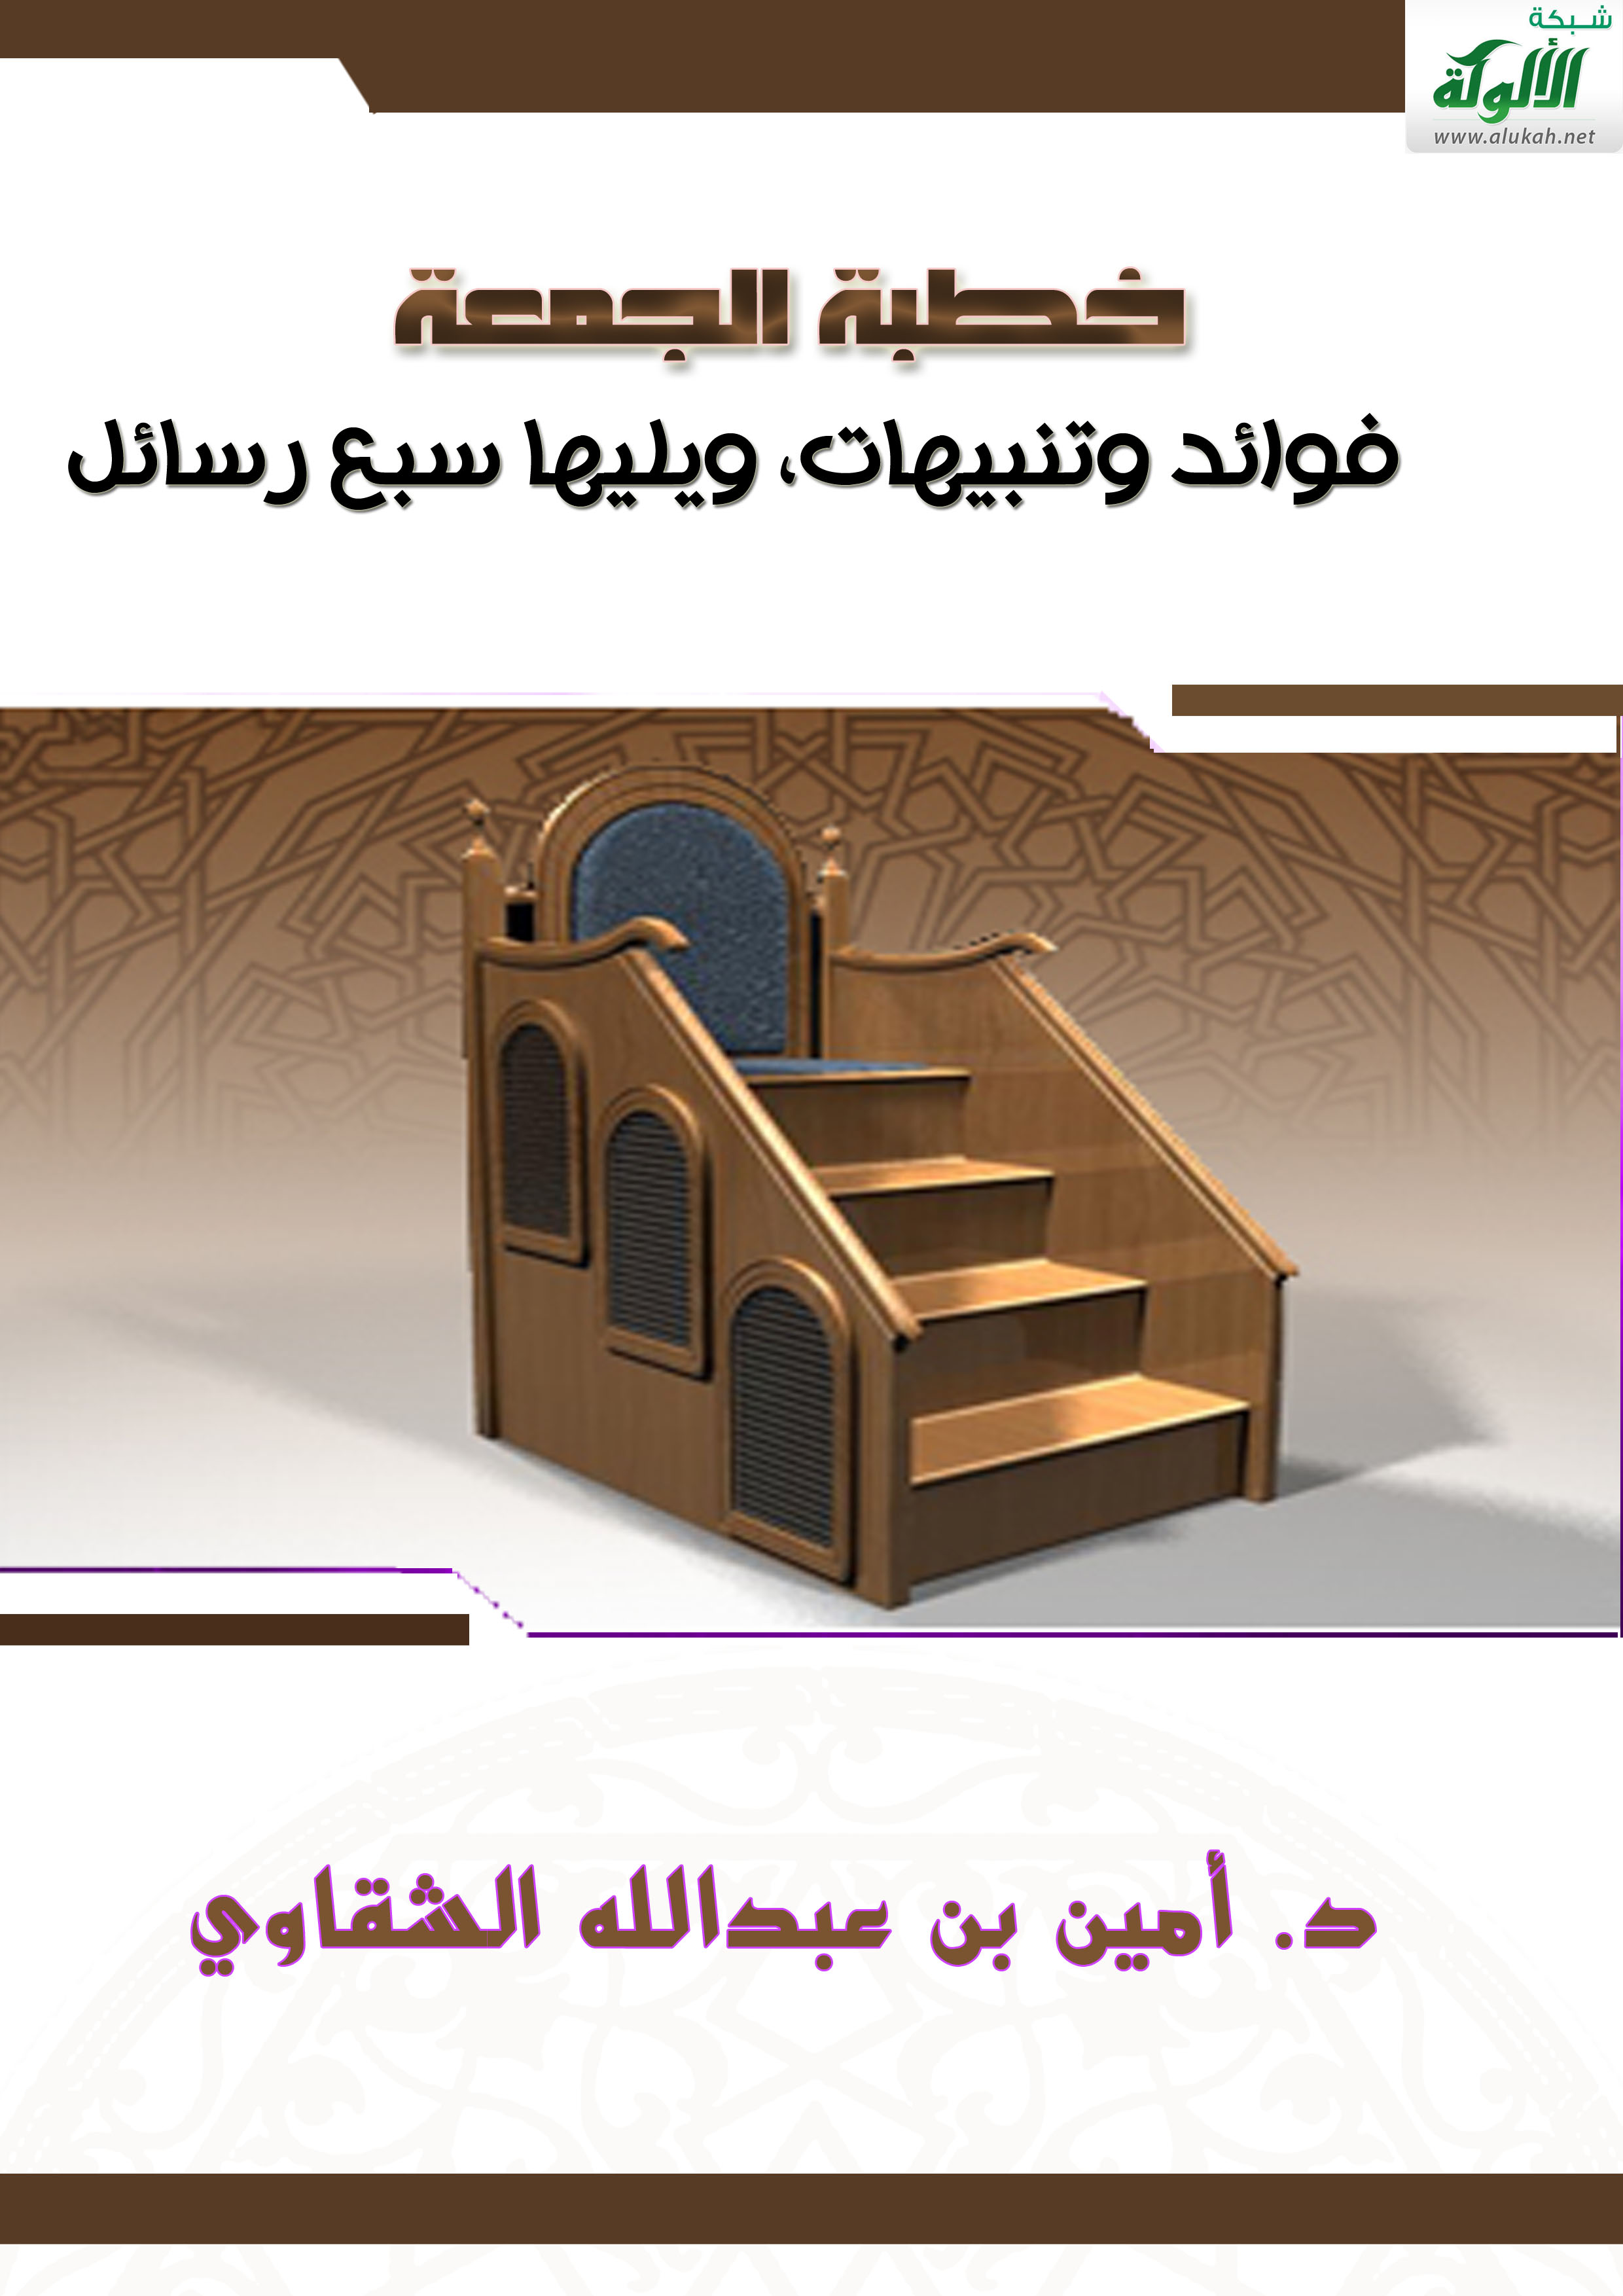 شبكة
الألوكة
www.alukah.net
خطبة الجمعة
فوائد وتنبيهات، ويليها سبع رسائل
د. أمين بن عبدالله الشقاوي